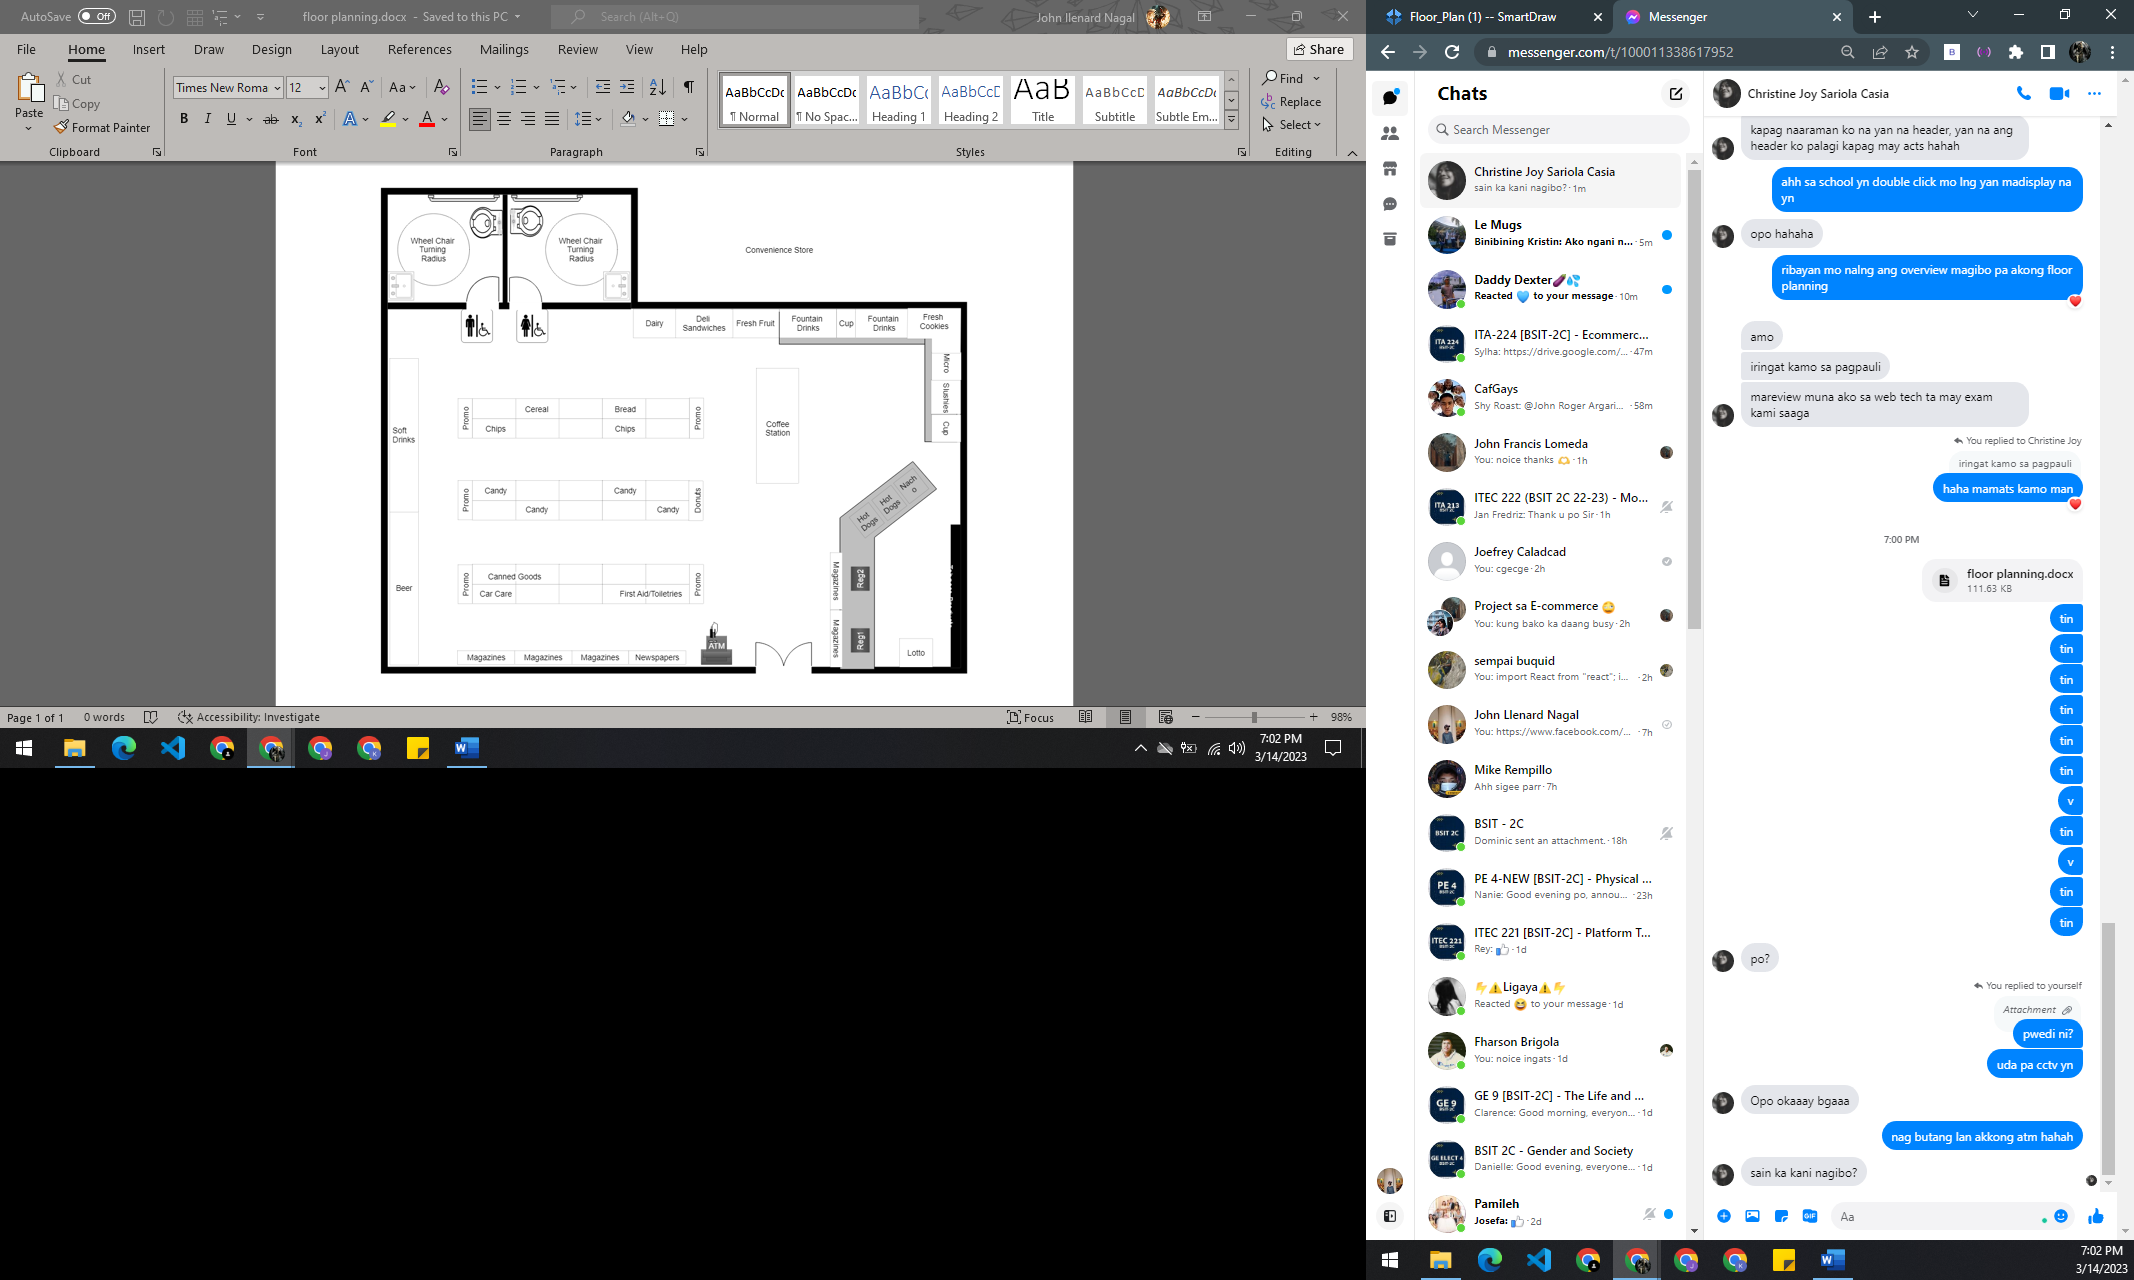 AutoSave Off
floor planning.docx - Saved to this PC
Search (Alt+Q)
John Ilenard Nagal
File Home Insert Draw Design Layout References Mailings Review View Help
Share
Paste
Cut
Copy
Format Painter
Clipboard
Times New Roma 12
Font
Paragraph
AaBbCcDc AaBbCcDc AaBbCc AaBbCcD AaB AaBbCcD AaBbCcDc
¶ Normal ¶ No Spac... Heading 1 Heading 2 Title Subtitle Subtle Em...
Styles
Find
Replace
Select
Editing
Wheel Chair
Turning
Radius
Wheel Chair
Turning
Radius
Convenience Store
Dairy
Deli
Sandwiches
Fresh Fruit
Fountain
Drinks
Cup
Fountain
Drinks
Fresh
Cookies
Micro
Slushies
Cup
Soft
Drinks
Beer
Promo
Cereal
Bread
Chips
Chips
Promo
Coffee
Station
Promo
Candy
Candy
Candy
Candy
Donuts
Promo
Canned Goods
Car Care
First Aid/Toiletries
Promo
Hot
Dogs
Hot
Dogs
Nach
o
Magazines
Magazines
Reg2
Reg1
Lotto
ATM
Magazines
Magazines
Magazines
Newspapers
Page 1 of 1 0 words Accessibility: Investigate
Focus
98%
7:02 PM
3/14/2023
Floor_Plan (1) -- SmartDraw
Messenger
messenger.com/t/100011338617952
Chats
Search Messenger
Christine Joy Sariola Casia
sain ka kani nagibo? · 1m
Le Mugs
Binibining Kristin: Ako ngani n... · 5m
Daddy Dexter🍆💦
Reacted 🩵 to your message · 10m
ITA-224 [BSIT-2C] - Ecommerc...
Sylha: https://drive.google.com/... · 47m
CafGays
Shy Roast: @John Roger Argari... · 58m
John Francis Lomeda
You: noice thanks 🫶 · 1h
ITEC 222 (BSIT 2C 22-23) - Mo...
Jan Fredriz: Thank u po Sir · 1h
Joefrey Caladcad
You: cgecge · 2h
Project sa E-commerce
You: kung bako ka daang busy · 2h
sempai buquid
You: import React from "react"; i... · 2h
John Llenard Nagal
You: https://www.facebook.com/... · 7h
Mike Rempillo
Ahh sigee parr · 7h
BSIT - 2C
Dominic sent an attachment. · 18h
PE 4-NEW [BSIT-2C] - Physical ...
Nanie: Good evening po, annou... · 23h
ITEC 221 [BSIT-2C] - Platform T...
Rey: 👍 · 1d
👇⚠️Ligaya⚠️👇
Reacted 😆 to your message · 1d
Fharson Brigola
You: noice ingats · 1d
GE 9 [BSIT-2C] - The Life and ...
Clarence: Good morning, everyon... · 1d
BSIT 2C - Gender and Society
Danielle: Good evening, everyone... · 1d
Pamileh
Josefa: 👍 · 2d
Christine Joy Sariola Casia
kapag naaraman ko na yan na header, yan na ang
header ko palagi kapag may acts hahah
ahh sa school yn double click mo lng yan madisplay na
yn
opo hahaha
ribayan mo nalng ang overview magibo pa akong floor
planning
amo
iringat kamo sa pagpauli
mareview muna ako sa web tech ta may exam
kami saaga
You replied to Christine Joy
iringat kamo sa pagpauli
haha mamats kamo man
7:00 PM
floor planning.docx
111.63 KB
tin
tin
tin
tin
tin
tin
v
tin
v
tin
tin
po?
You replied to yourself
Attachment
pwedi ni?
uda pa cctv yn
Opo okaaay bgaaa
nag butang lan akkong atm hahah
sain ka kani nagibo?
GIF
Aa
7:02 PM
3/14/2023